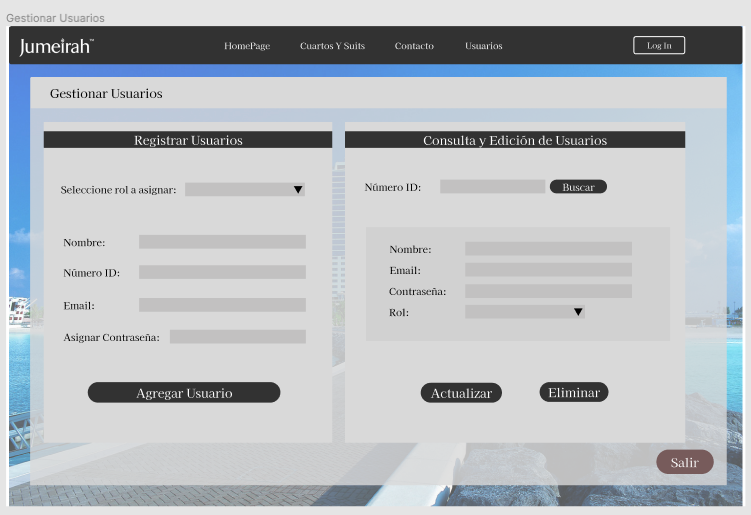 Gestionar Usuarios
Jumeirah™ HomePage Cuartos Y Suits Contacto Usuarios Log In
Gestionar Usuarios
Registrar Usuarios
Seleccione rol a asignar:
Nombre:
Número ID:
Email:
Asignar Contraseña:
Agregar Usuario
Consulta y Edición de Usuarios
Número ID: Buscar
Nombre:
Email:
Contraseña:
Rol:
Actualizar Eliminar
Salir